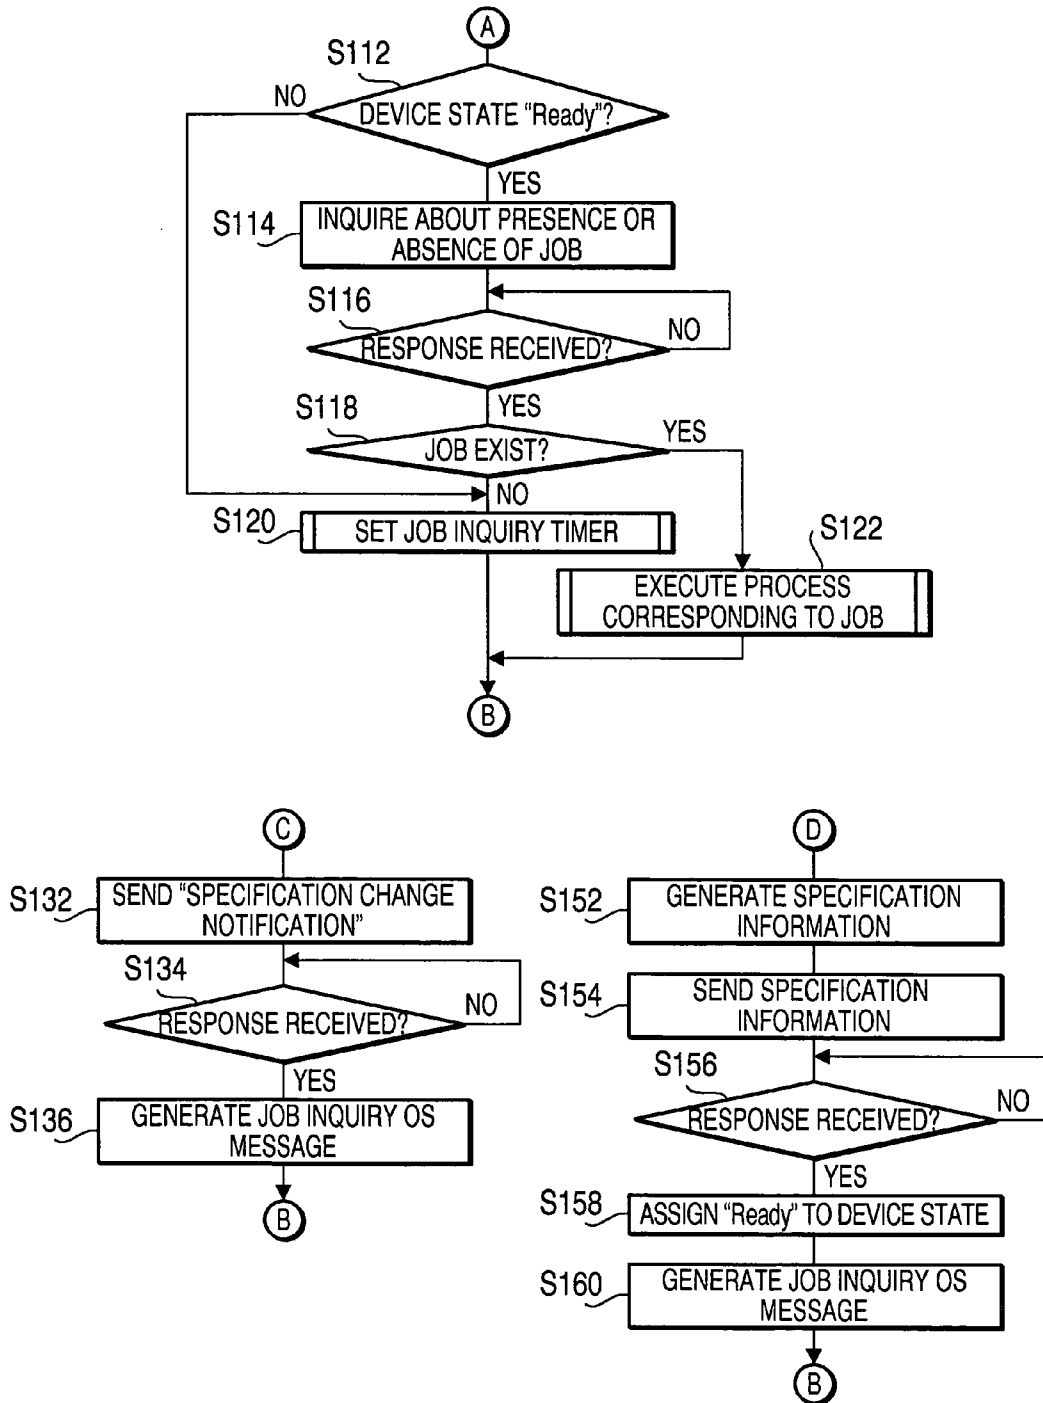 A
S112
NO
DEVICE STATE “Ready”?
YES
S114
INQUIRE ABOUT PRESENCE OR
ABSENCE OF JOB
S116
NO
RESPONSE RECEIVED?
YES
S118
YES
JOB EXIST?
NO
S120
SET JOB INQUIRY TIMER
S122
EXECUTE PROCESS
CORRESPONDING TO JOB
B
C
S132
SEND “SPECIFICATION CHANGE
NOTIFICATION”
S134
NO
RESPONSE RECEIVED?
YES
S136
GENERATE JOB INQUIRY OS
MESSAGE
B
D
S152
GENERATE SPECIFICATION
INFORMATION
S154
SEND SPECIFICATION
INFORMATION
S156
NO
RESPONSE RECEIVED?
YES
S158
ASSIGN “Ready” TO DEVICE STATE
S160
GENERATE JOB INQUIRY OS
MESSAGE
B